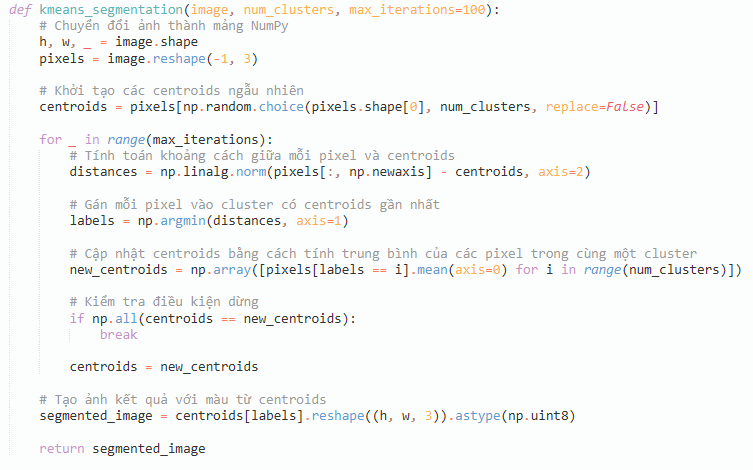 def kmeans_segmentation(image, num_clusters, max_iterations=100):
    # Chuyển đổi ảnh thành mảng NumPy
    h, w, _ = image.shape
    pixels = image.reshape(-1, 3)

    # Khởi tạo các centroids ngẫu nhiên
    centroids = pixels[np.random.choice(pixels.shape[0], num_clusters, replace=False)]

    for _ in range(max_iterations):
        # Tính toán khoảng cách giữa mỗi pixel và centroids
        distances = np.linalg.norm(pixels[:, np.newaxis] - centroids, axis=2)

        # Gán mỗi pixel vào cluster có centroids gần nhất
        labels = np.argmin(distances, axis=1)

        # Cập nhật centroids bằng cách tính trung bình của các pixel trong cùng một cluster
        new_centroids = np.array([pixels[labels == i].mean(axis=0) for i in range(num_clusters)])

        # Kiểm tra điều kiện dừng
        if np.all(centroids == new_centroids):
            break

        centroids = new_centroids

    # Tạo ảnh kết quả với màu từ centroids
    segmented_image = centroids[labels].reshape((h, w, 3)).astype(np.uint8)

    return segmented_image